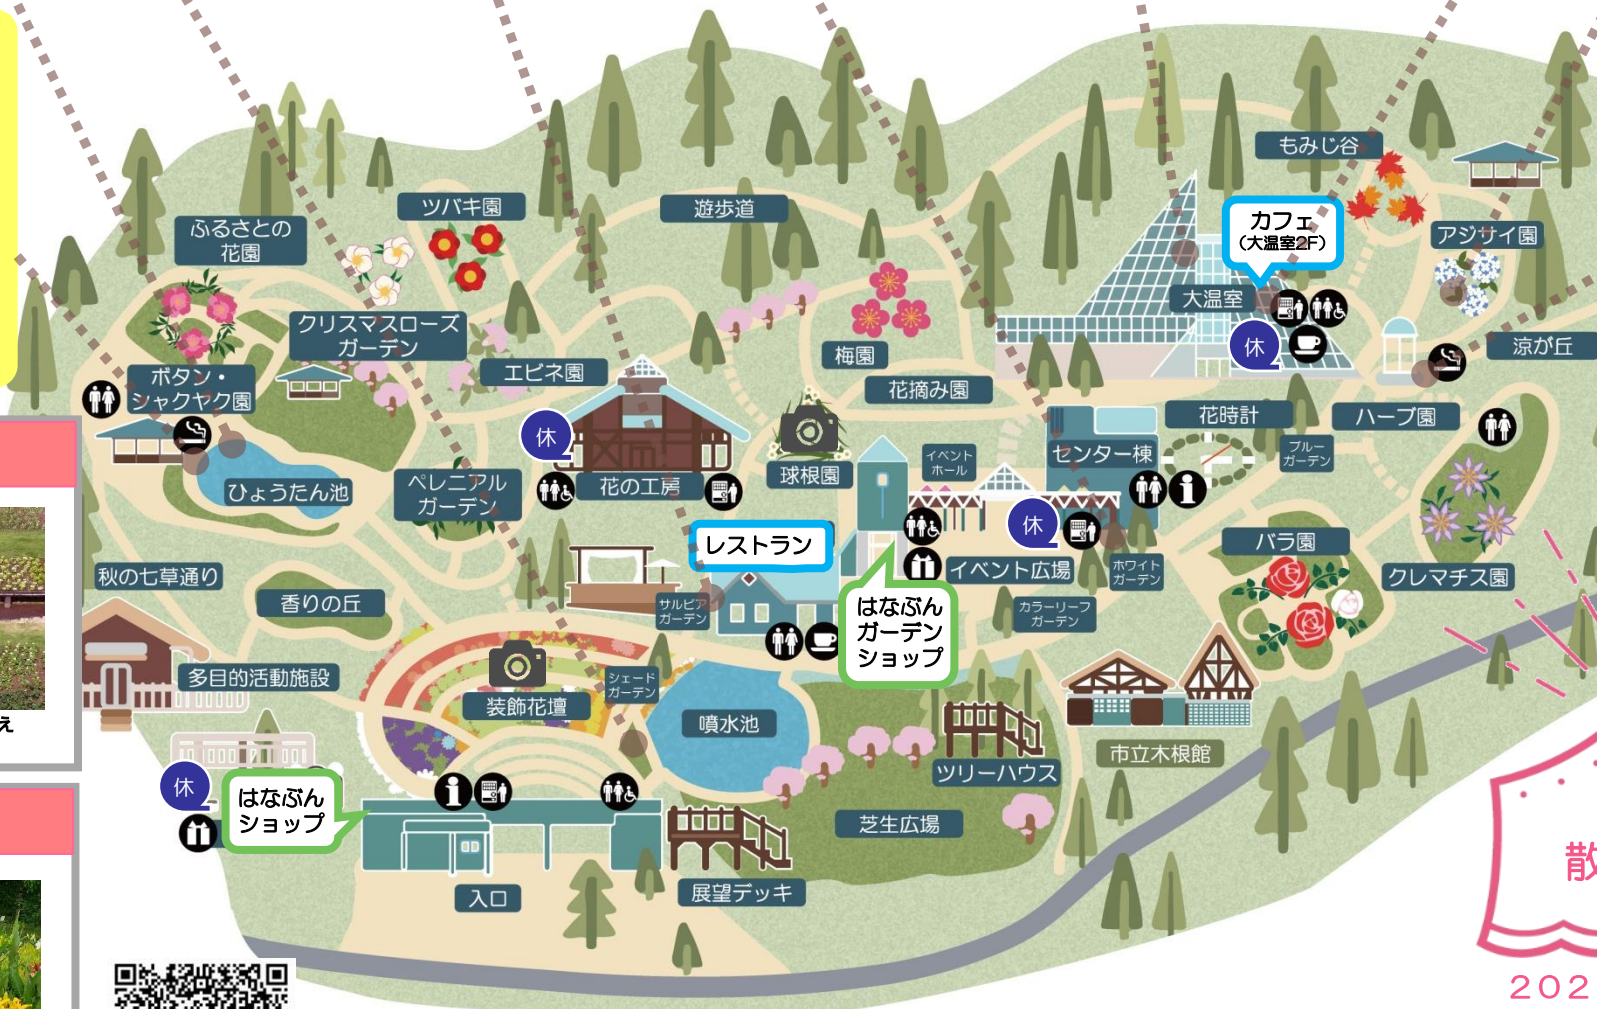 もみじ谷
ツバキ園
遊歩道
カフェ
(大温室2F)
ふるさとの
花園
アジサイ園
大温室
クリスマスローズ
ガーデン
休
涼が丘
エビネ園
梅園
ボタン・
シャクヤク園
花摘み園
花時計
ハーブ園
休
イベント
ホール
センター棟
ブルー
ガーデン
球根園
ひょうたん池
ペレニアル
ガーデン
花の工房
休
レストラン
バラ園
イベント広場
ホワイト
ガーデン
クレマチス園
秋の七草通り
香りの丘
サルビア
ガーデン
はなぶん
ガーデン
ショップ
カラーリーフ
ガーデン
多目的活動施設
シェード
ガーデン
装飾花壇
噴水池
え
市立木根館
ツリーハウス
休
はなぶん
ショップ
芝生広場
散
入口
展望デッキ
202